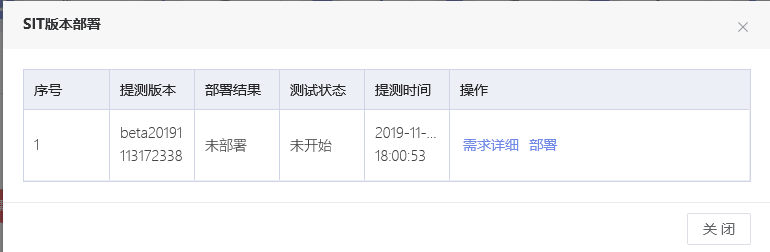 SIT版本部署
序号 提测版本 部署结果 测试状态 提测时间 操作
1 beta20191 未部署 未开始 2019-11-... 需求详细 部署
113172338 18:00:53
关 闭